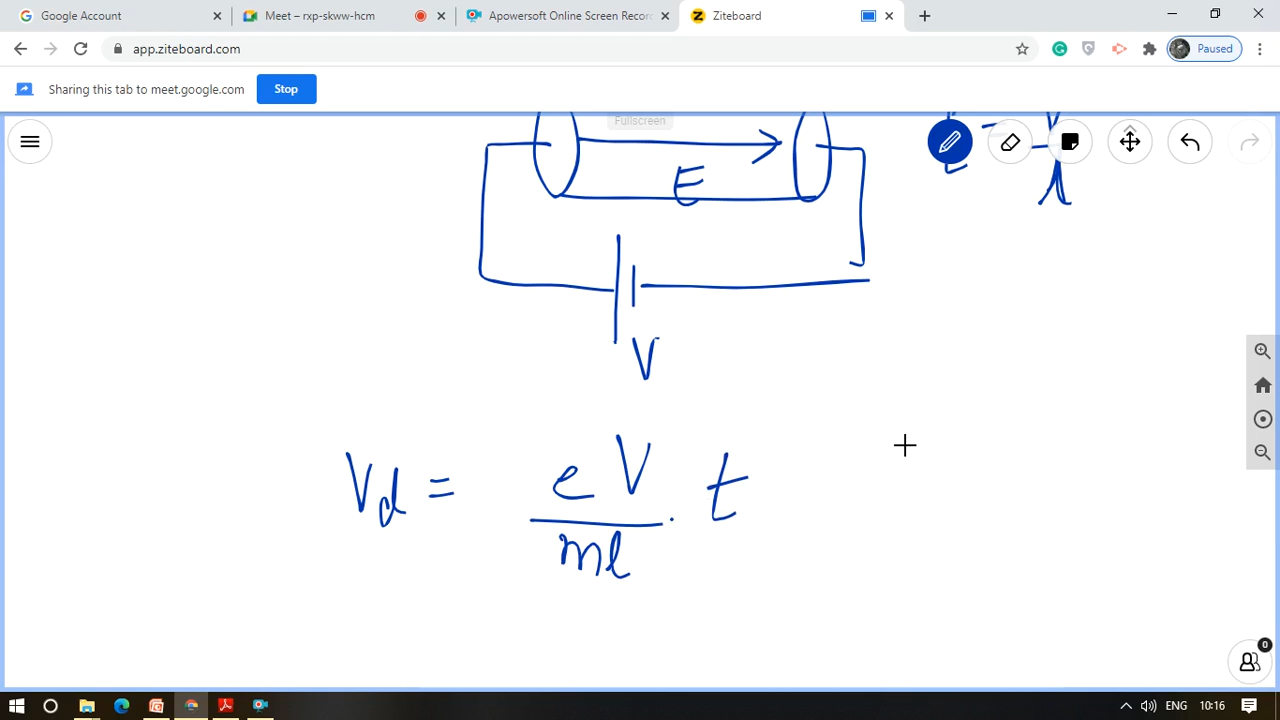 Google Account
Meet – rxp-skww-hcm
Apowersoft Online Screen Recor
Ziteboard
app.ziteboard.com
Paused
Sharing this tab to meet.google.com
Stop
Fullscreen
E
E = V
l
V
Vd = eV/ml . t
0
ENG
10:16